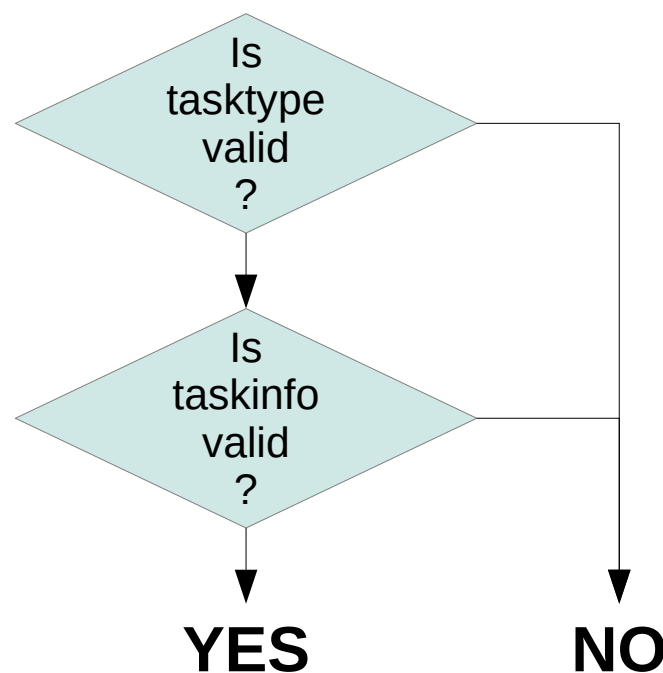 Is
tasktype
valid
?
Is
taskinfo
valid
?
YES
NO